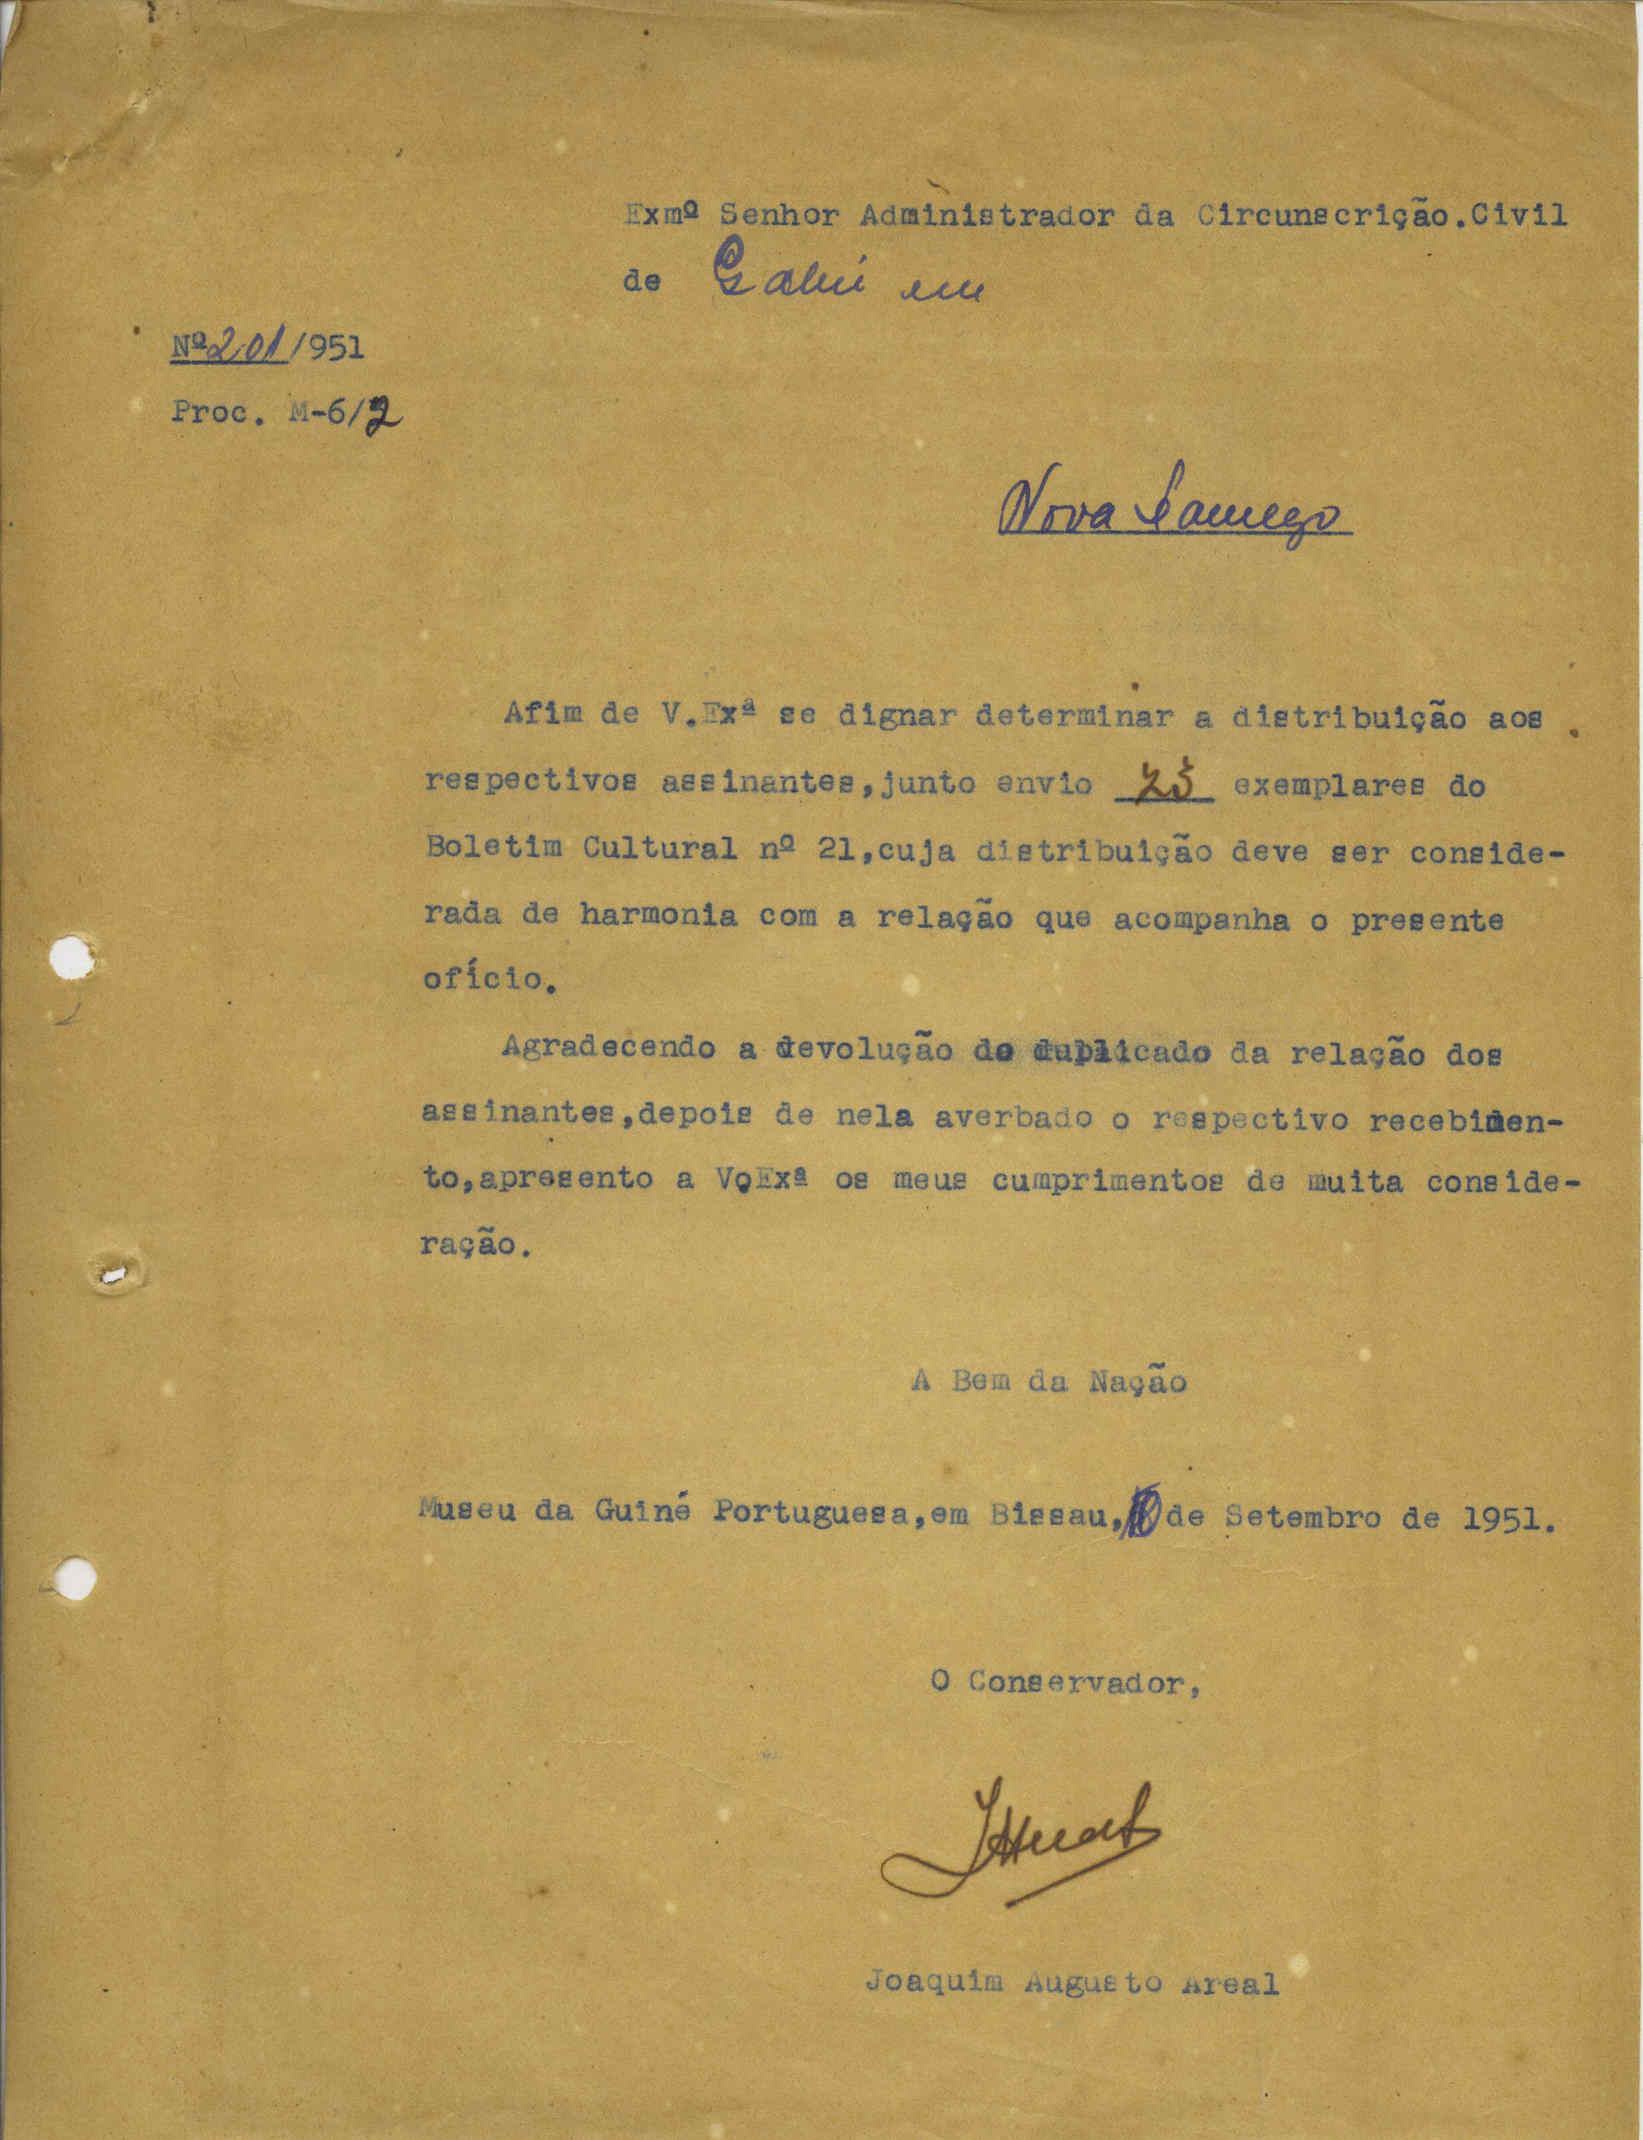 Exmº Senhor Administrador da Circunscrição.Civil
de Gabú em
Nº201/951
Proc. M-6/2
Nova Lamego
Afim de V.Exª se dignar determinar a distribuição aos
respectivos assinantes,junto envio 23 exemplares do
Boletim Cultural nº 21,cuja distribuição deve ser conside-
rada de harmonia com a relação que acompanha o presente
ofício.
Agradecendo a devolução do duplicado da relação dos
assinantes,depois de nela averbado o respectivo recebimen-
to,apresento a V.Exª os meus cumprimentos de muita conside-
ração.
A Bem da Nação
Museu da Guiné Portuguesa,em Bissau, de Setembro de 1951.
O Conservador,
Joaquim Augusto Areal